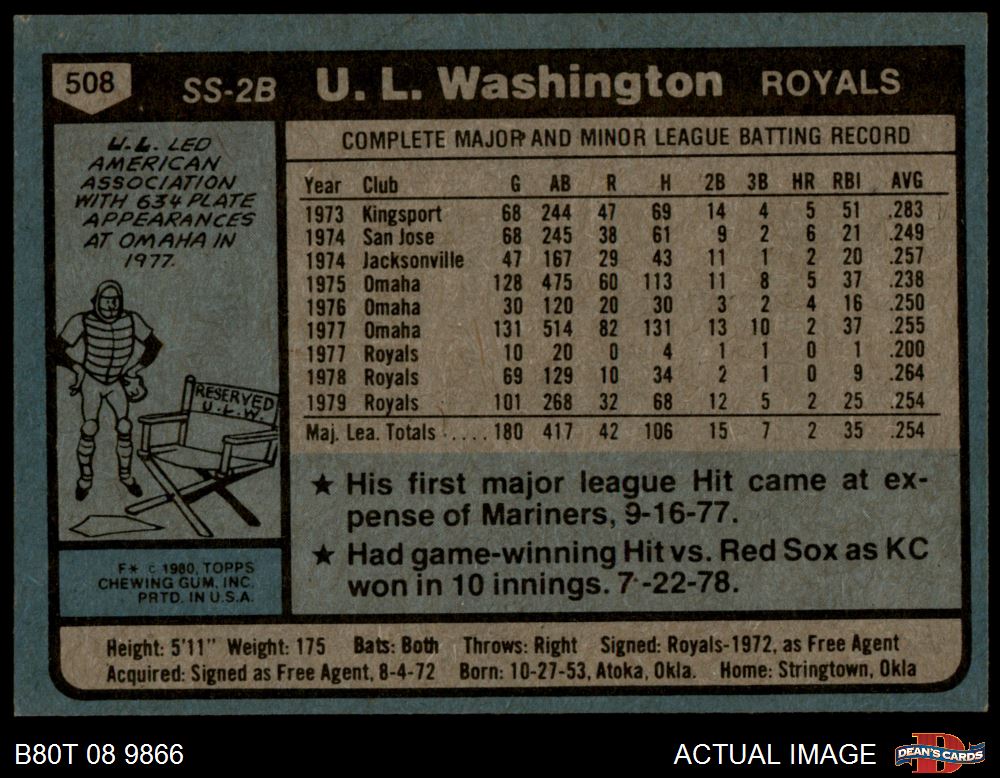 508 SS-2B U. L. Washington ROYALS
U.L. LED
AMERICAN
ASSOCIATION
WITH 634 PLATE
APPEARANCES
AT OMAHA IN
1977.
RESERVED
U.L.W.
F* © 1980, TOPPS
CHEWING GUM, INC.
PRTD. IN U.S.A.
COMPLETE MAJOR AND MINOR LEAGUE BATTING RECORD
Year Club G AB R H 2B 3B HR RBI AVG
1973 Kingsport 68 244 47 69 14 4 5 51 .283
1974 San Jose 68 245 38 61 9 2 6 21 .249
1974 Jacksonville 47 167 29 43 11 1 2 20 .257
1975 Omaha 128 475 60 113 11 8 5 37 .238
1976 Omaha 30 120 20 30 3 2 4 16 .250
1977 Omaha 131 514 82 131 13 10 2 37 .255
1977 Royals 10 20 0 4 1 1 0 1 .200
1978 Royals 69 129 10 34 2 1 0 9 .264
1979 Royals 101 268 32 68 12 5 2 25 .254
Maj. Lea. Totals ..... 180 417 42 106 15 7 2 35 .254
★ His first major league Hit came at ex-
pense of Mariners, 9-16-77.
★ Had game-winning Hit vs. Red Sox as KC
won in 10 innings. 7-22-78.
Height: 5'11" Weight: 175 Bats: Both Throws: Right Signed: Royals-1972, as Free Agent
Acquired: Signed as Free Agent, 8-4-72 Born: 10-27-53, Atoka, Okla. Home: Stringtown, Okla
B80T 08 9866 ACTUAL IMAGE DEAN'S CARDS